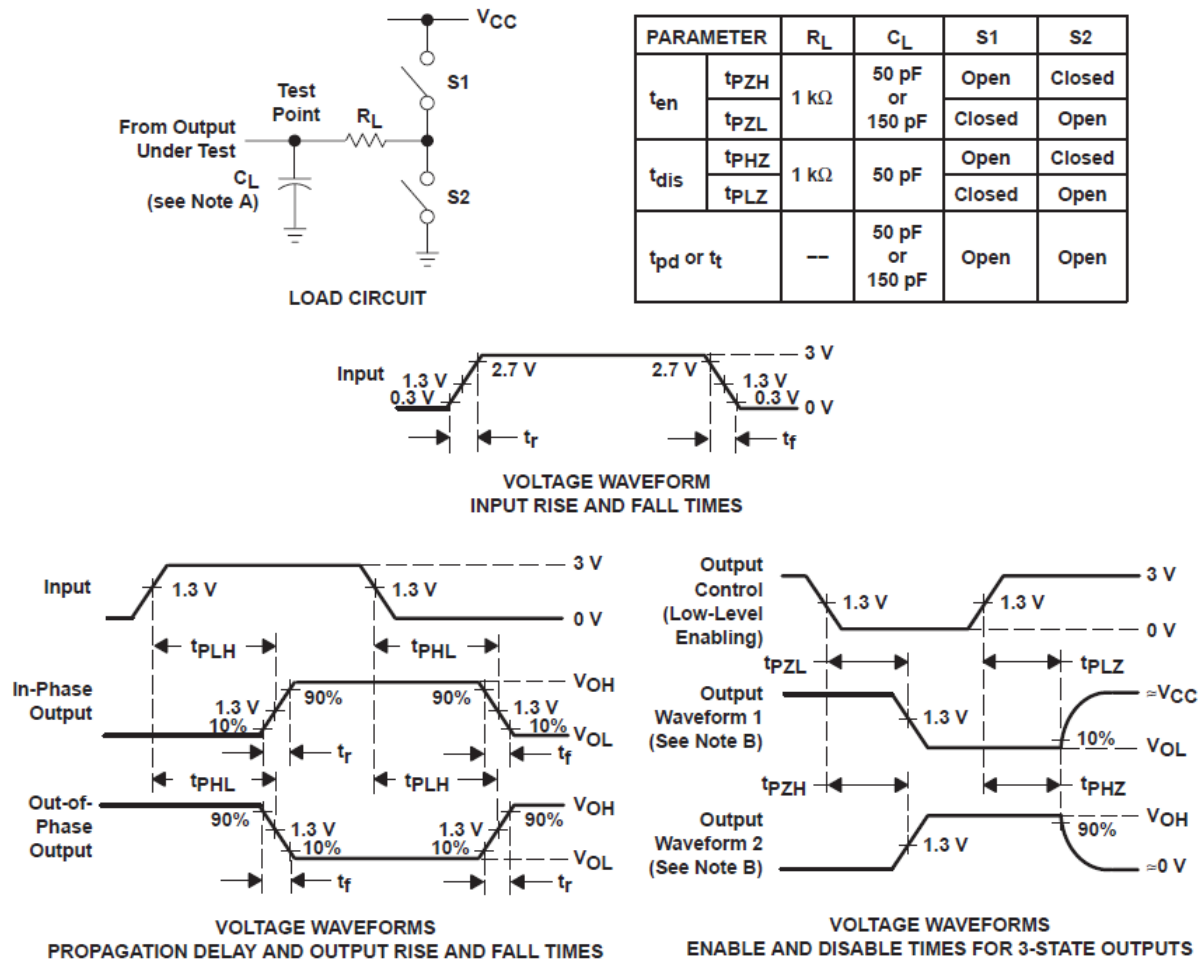 VCC
S1
Test
Point
RL
From Output
Under Test
CL
(see Note A)
S2
LOAD CIRCUIT
PARAMETER RL CL S1 S2
ten tPZH 1 kΩ 50 pF or 150 pF Open Closed
tPZL Closed Open
tdis tPHZ 1 kΩ 50 pF Open Closed
tPLZ Closed Open
tpd or tt –– 50 pF or 150 pF Open Open
Input
1.3 V
0.3 V
2.7 V
2.7 V
3 V
1.3 V
0.3 V
0 V
tr
tf
VOLTAGE WAVEFORM
INPUT RISE AND FALL TIMES
Input
1.3 V
1.3 V
3 V
0 V
tPLH
tPHL
In-Phase
Output
1.3 V
10%
90%
90%
1.3 V
10%
VOH
VOL
tr
tf
tPHL
tPLH
Out-of-
Phase
Output
90%
1.3 V
10%
1.3 V
10%
90%
VOH
VOL
tf
tr
VOLTAGE WAVEFORMS
PROPAGATION DELAY AND OUTPUT RISE AND FALL TIMES
Output
Control
(Low-Level
Enabling)
1.3 V
1.3 V
3 V
0 V
tPZL
tPLZ
Output
Waveform 1
(See Note B)
1.3 V
10%
≈VCC
VOL
tPZH
tPHZ
Output
Waveform 2
(See Note B)
1.3 V
90%
VOH
≈0 V
VOLTAGE WAVEFORMS
ENABLE AND DISABLE TIMES FOR 3-STATE OUTPUTS